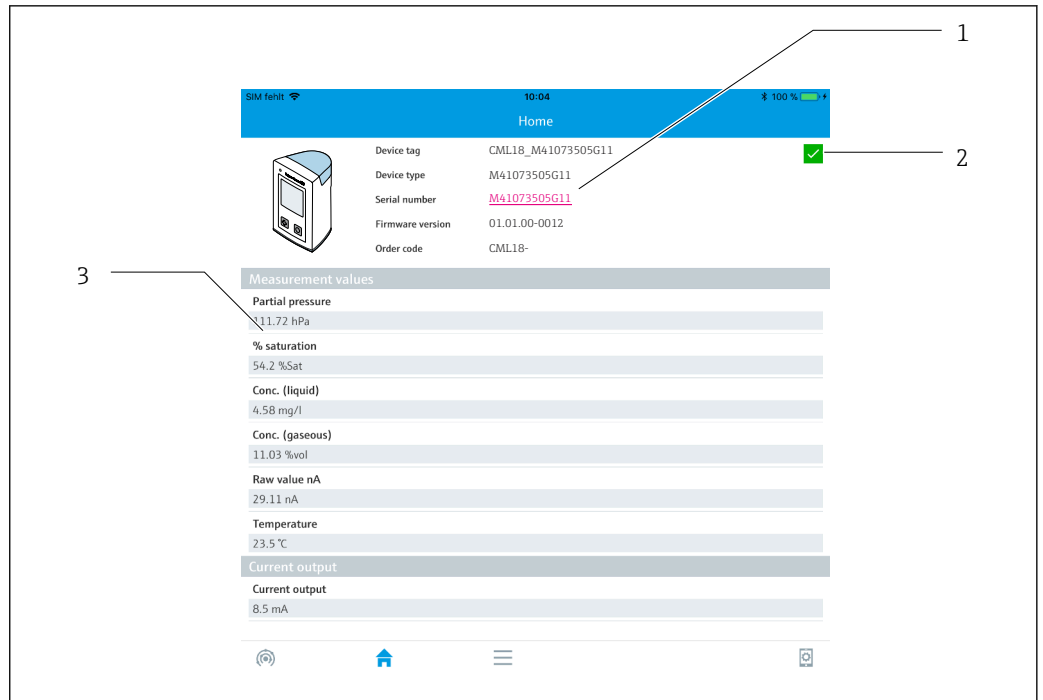 1
SIM fehlt 10:04 100 %
Home
Device tag CML18_M41073505G11
2
Device type M41073505G11
Serial number M41073505G11
Firmware version 01.01.00-0012
Order code CML18-
3
Measurement values
Partial pressure
111.72 hPa
% saturation
54.2 %Sat
Conc. (liquid)
4.58 mg/l
Conc. (gaseous)
11.03 %vol
Raw value nA
29.11 nA
Temperature
23.5 °C
Current output
Current output
8.5 mA